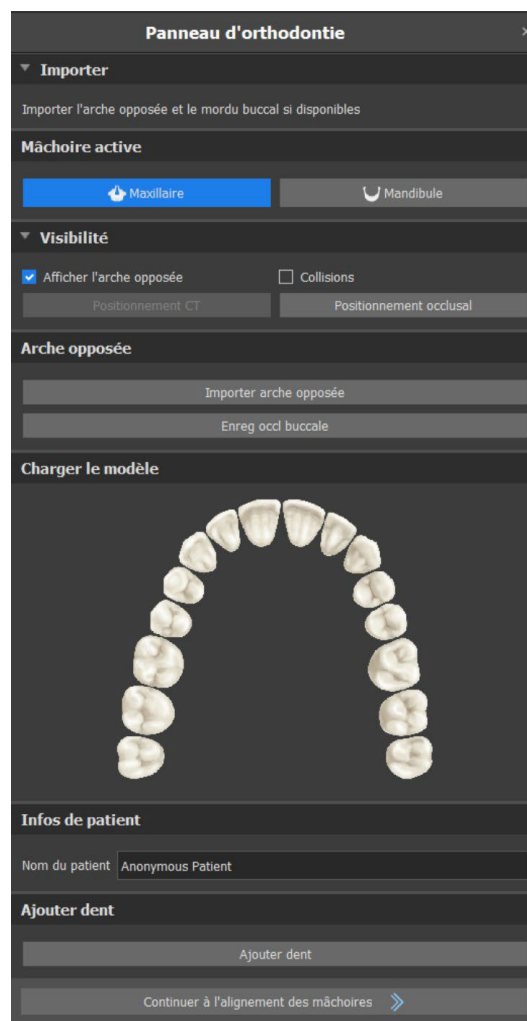 Panneau d'orthodontie
Importer
Importer l'arche opposée et le mordu buccal si disponibles
Mâchoire active
Maxillaire Mandibule
Visibilité
Afficher l'arche opposée Collisions
Positionnement CT Positionnement occlusal
Arche opposée
Importer arche opposée
Enreg occl buccale
Charger le modèle
Infos de patient
Nom du patient Anonymous Patient
Ajouter dent
Ajouter dent
Continuer à l'alignement des mâchoires